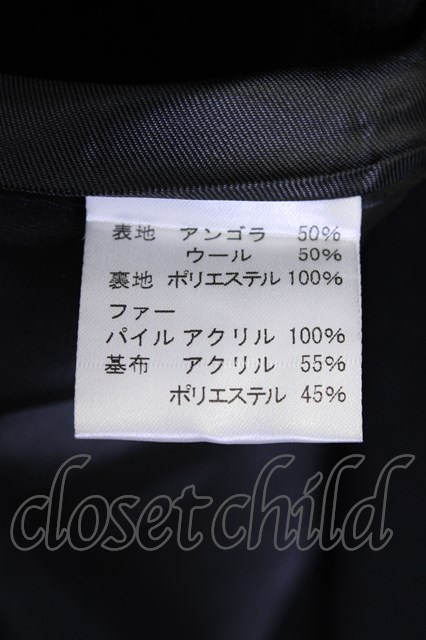 表地 アンゴラ 50%
ウール 50%
裏地 ポリエステル 100%
ファー
パイル アクリル 100%
基布 アクリル 55%
ポリエステル 45%
closetchild